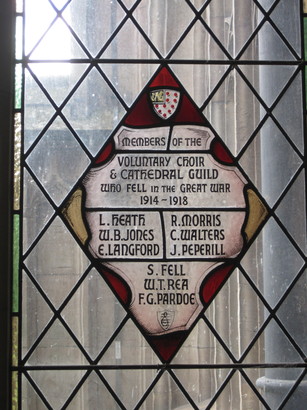 MEMBERS OF THE
VOLUNTARY CHOIR
& CATHEDRAL GUILD
WHO FELL IN THE GREAT WAR
1914-1918
L. HEATH
W.B. JONES
E. LANGFORD
R. MORRIS
C. WALTERS
J. PEPERILL
S. FELL
W.T. REA
F.G. PARDOE